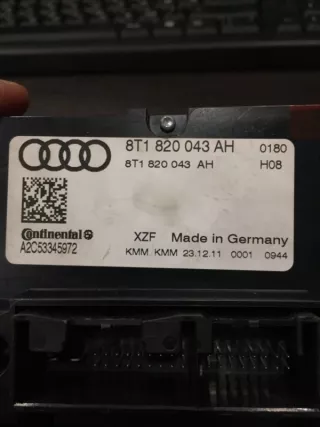 8T1 820 043 AH 0180
8T1 820 043 AH H08
Continental
A2C53345972
XZF Made in Germany
KMM KMM 23.12.11 0001 0944